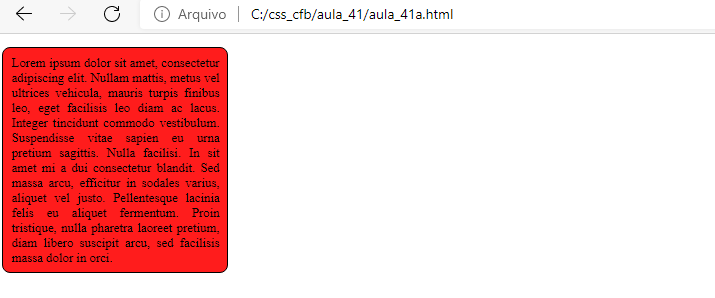 Arquivo | C:/css_cfb/aula_41/aula_41a.html
Lorem ipsum dolor sit amet, consectetur
adipiscing elit. Nullam mattis, metus vel
ultrices vehicula, mauris turpis finibus
leo, eget facilisis leo diam ac lacus.
Integer tincidunt commodo vestibulum.
Suspendisse vitae sapien eu urna
pretium sagittis. Nulla facilisi. In sit
amet mi a dui consectetur blandit. Sed
massa arcu, efficitur in sodales varius,
aliquet vel justo. Pellentesque lacinia
felis eu aliquet fermentum. Proin
tristique, nulla pharetra laoreet pretium,
diam libero suscipit arcu, sed facilisis
massa dolor in orci.